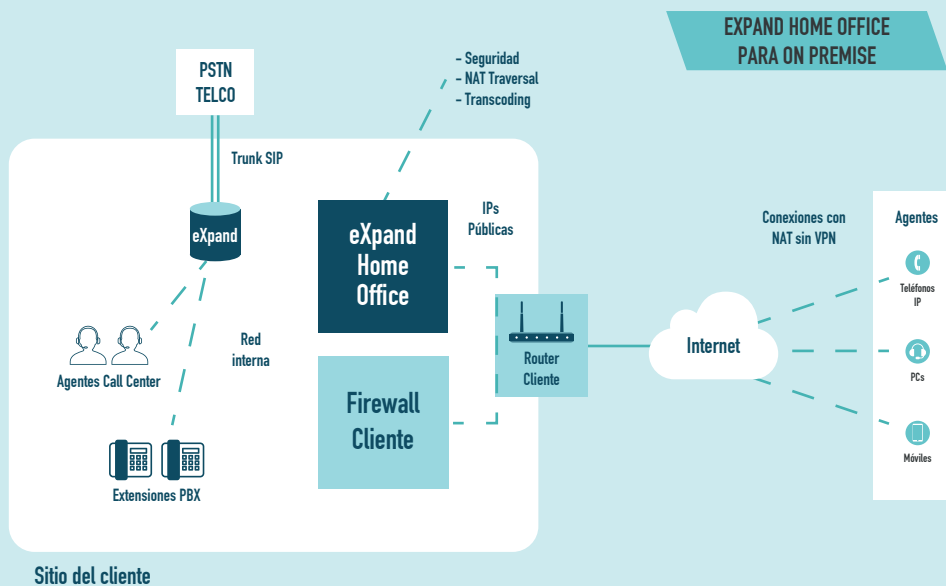 EXPAND HOME OFFICE
PARA ON PREMISE
PSTN
TELCO
- Seguridad
- NAT Traversal
- Transcoding
Trunk SIP
eXpand
eXpand
Home
Office
IPs
Públicas
Conexiones con
NAT sin VPN
Agentes
Teléfonos
IP
PCs
Móviles
Internet
Router
Cliente
Red
interna
Agentes Call Center
Firewall
Cliente
Extensiones PBX
Sitio del cliente